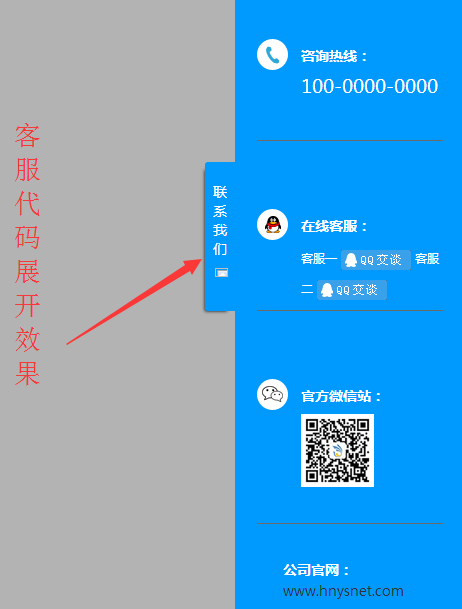 客服代码展开效果
联系我们
咨询热线：
100-0000-0000
在线客服：
客服一 QQ交谈 客服
二 QQ交谈
官方微信站：
公司官网：
www.hnysnet.com